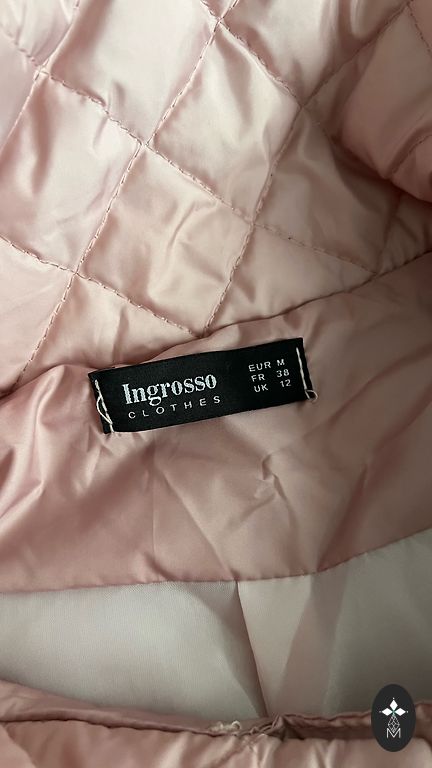 Ingrosso
CLOTHES
EUR M
FR 38
UK 12
M